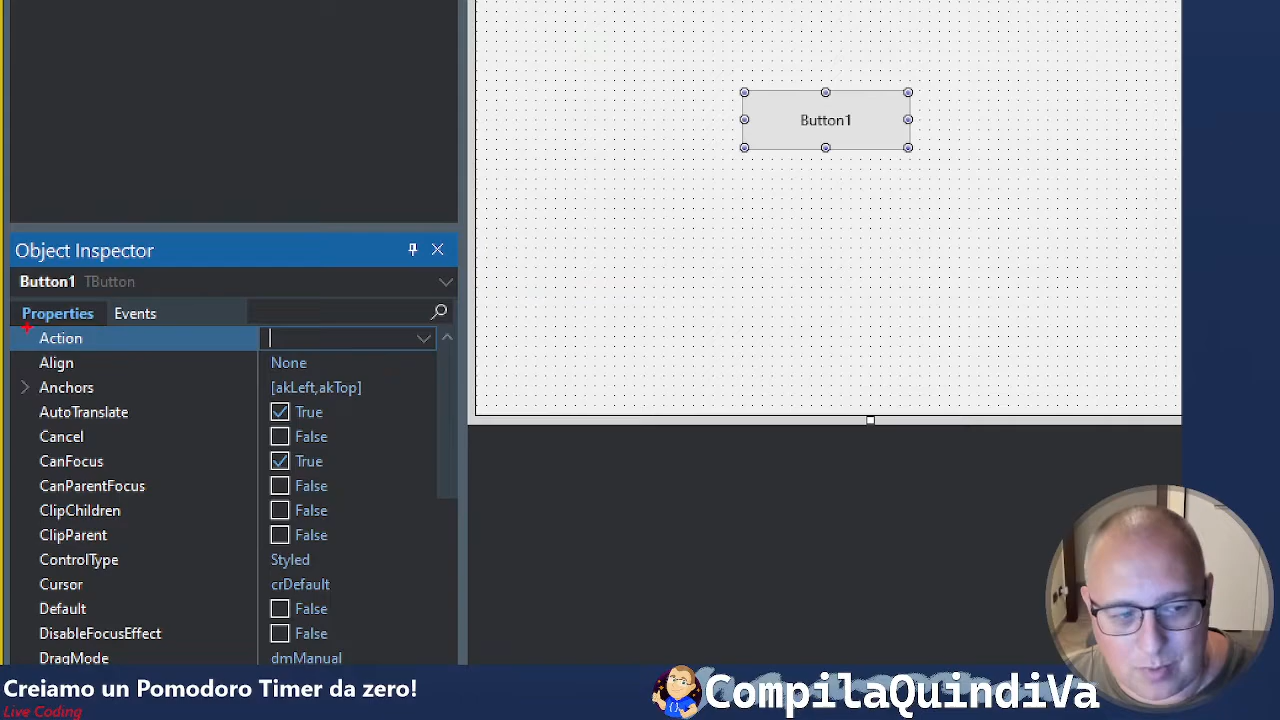 Button1
Object Inspector
Button1 TButton
Properties Events
Action
Align None
Anchors [akLeft,akTop]
AutoTranslate True
Cancel False
CanFocus True
CanParentFocus False
ClipChildren False
ClipParent False
ControlType Styled
Cursor crDefault
Default False
DisableFocusEffect False
DragMode dmManual
Creiamo un Pomodoro Timer da zero!
Live Coding
CompilaQuindiVa